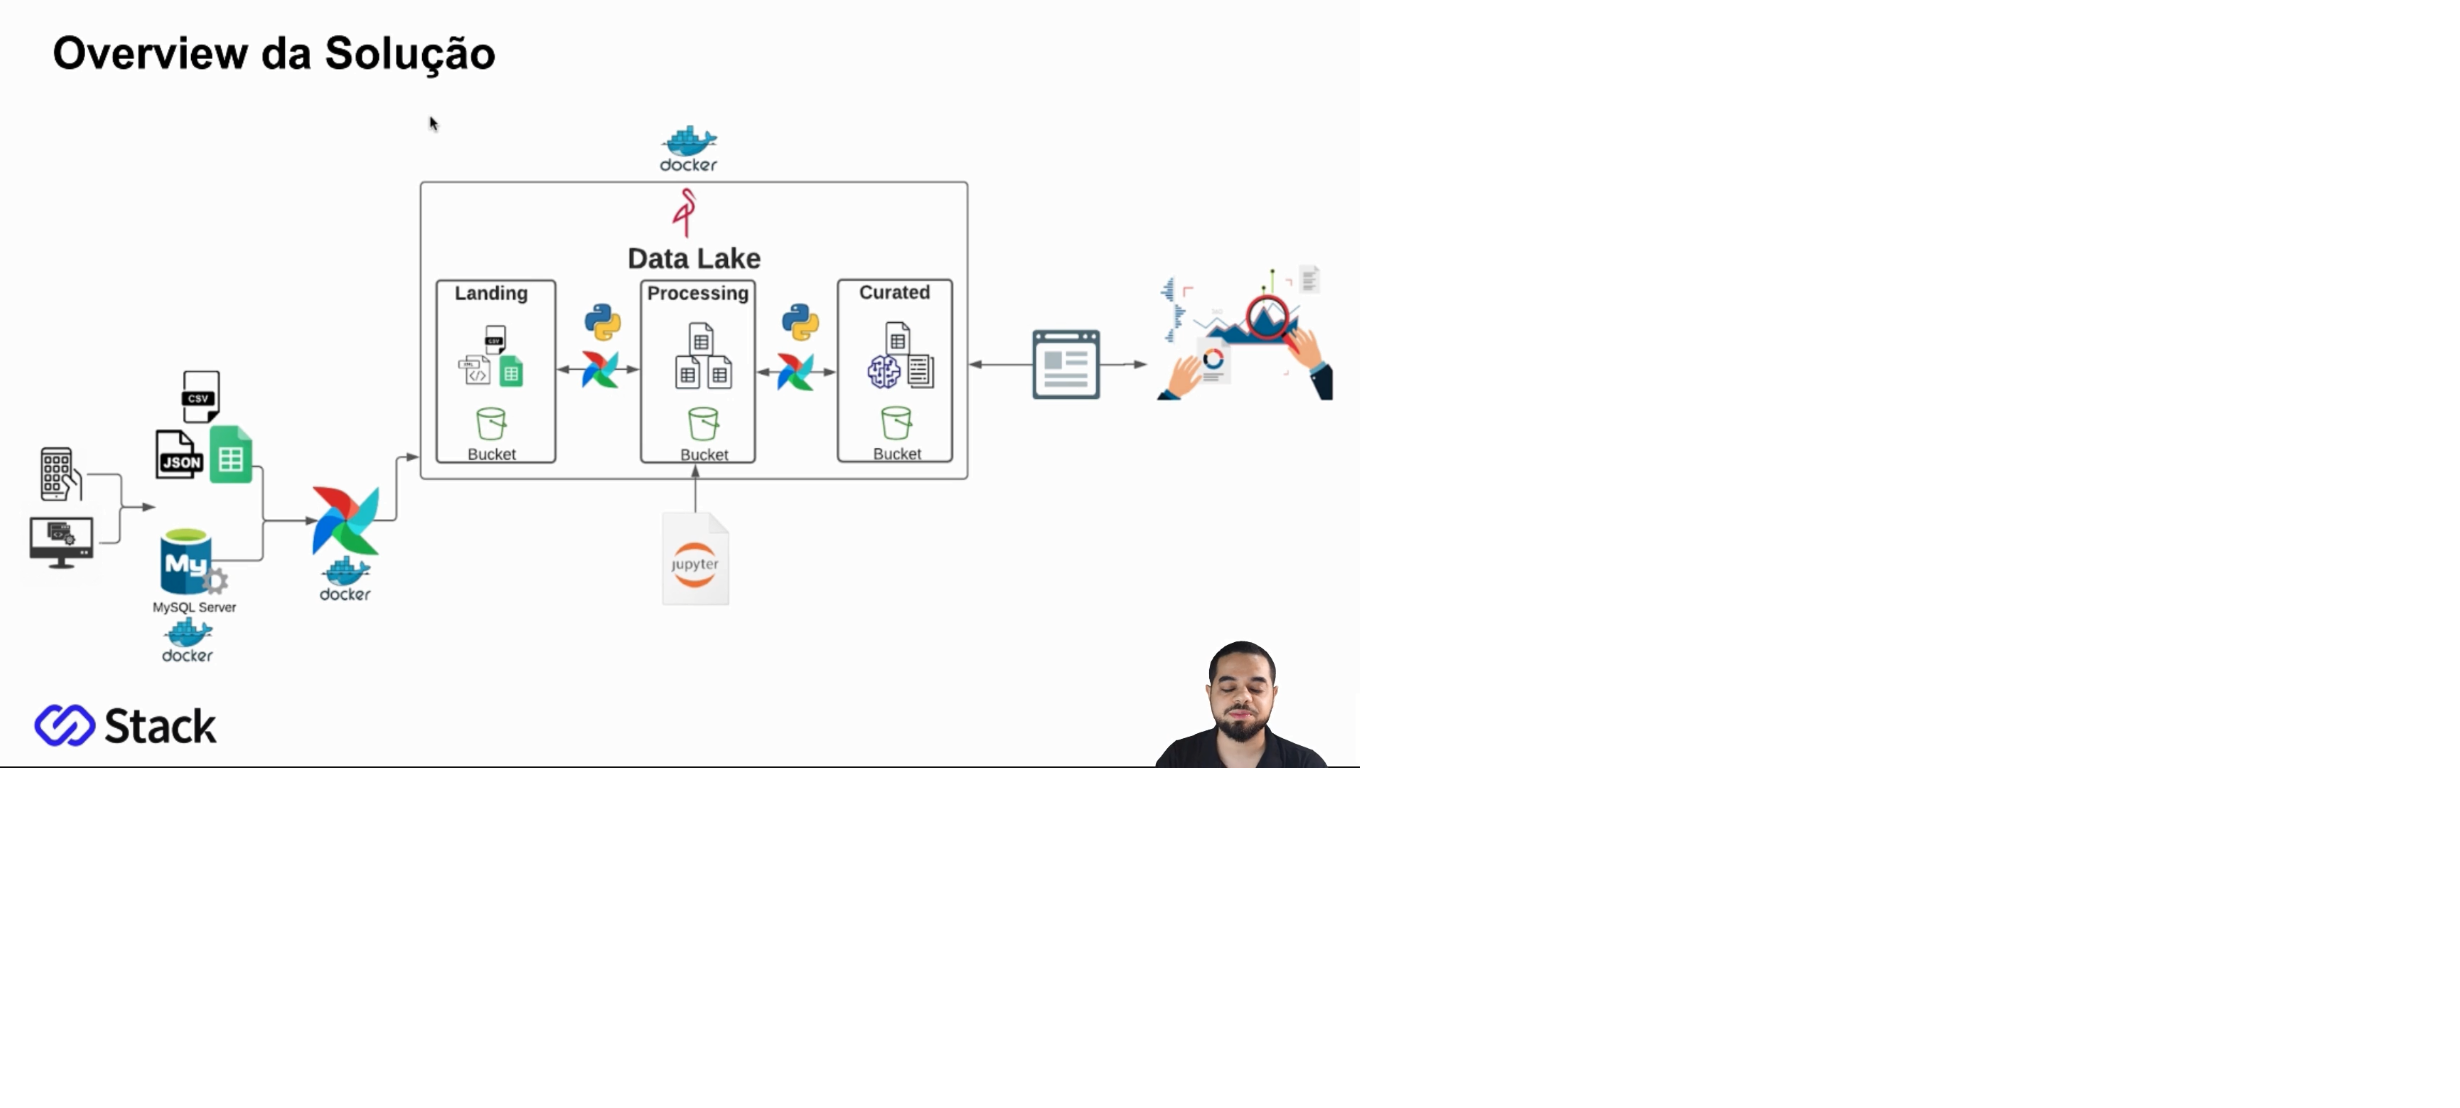 Overview da Solução
docker
Data Lake
Landing
Processing
Curated
CSV
Bucket
Bucket
Bucket
CSV
JSON
My
MySQL Server
docker
docker
jupyter
Stack